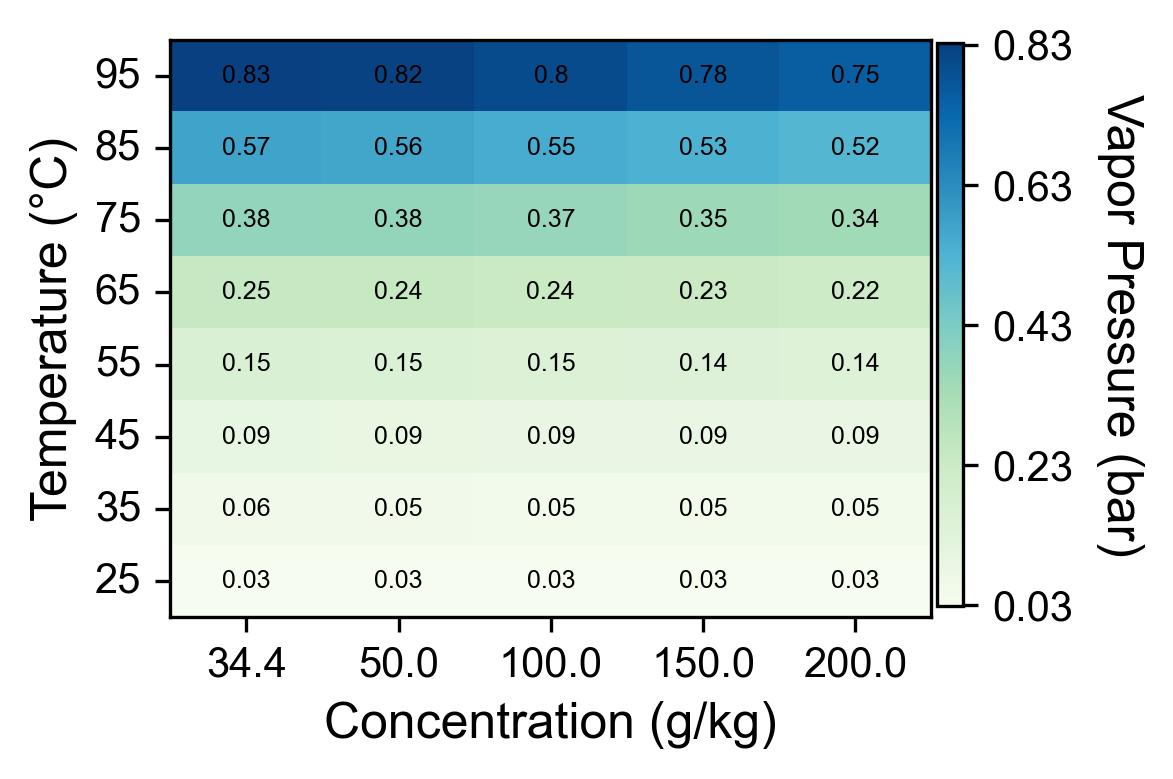 95 0.83 0.82 0.8 0.78 0.75 0.83
85 0.57 0.56 0.55 0.53 0.52 0.63
75 0.38 0.38 0.37 0.35 0.34
65 0.25 0.24 0.24 0.23 0.22 0.43
55 0.15 0.15 0.15 0.14 0.14
45 0.09 0.09 0.09 0.09 0.09 0.23
35 0.06 0.05 0.05 0.05 0.05
25 0.03 0.03 0.03 0.03 0.03 0.03
34.4 50.0 100.0 150.0 200.0
Concentration (g/kg)
Temperature (°C)
Vapor Pressure (bar)